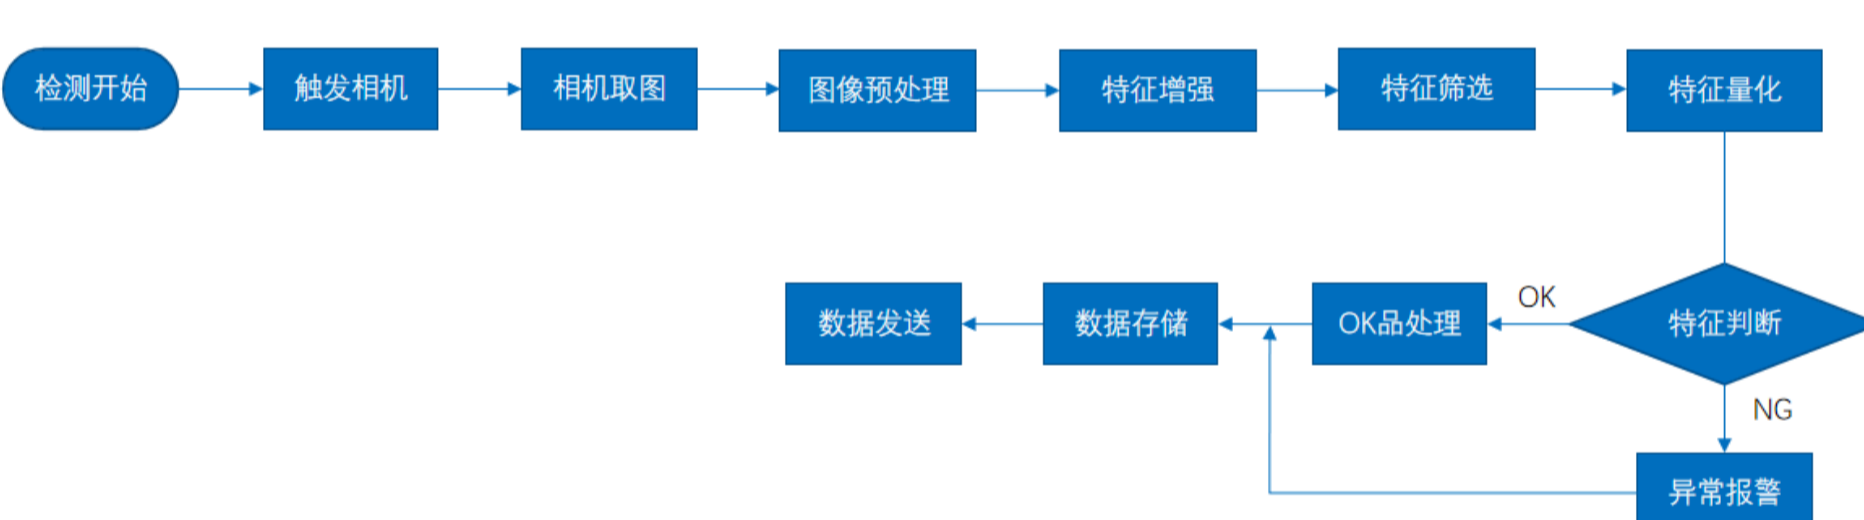 检测开始
触发相机
相机取图
图像预处理
特征增强
特征筛选
特征量化
特征判断
OK
OK品处理
数据存储
数据发送
NG
异常报警